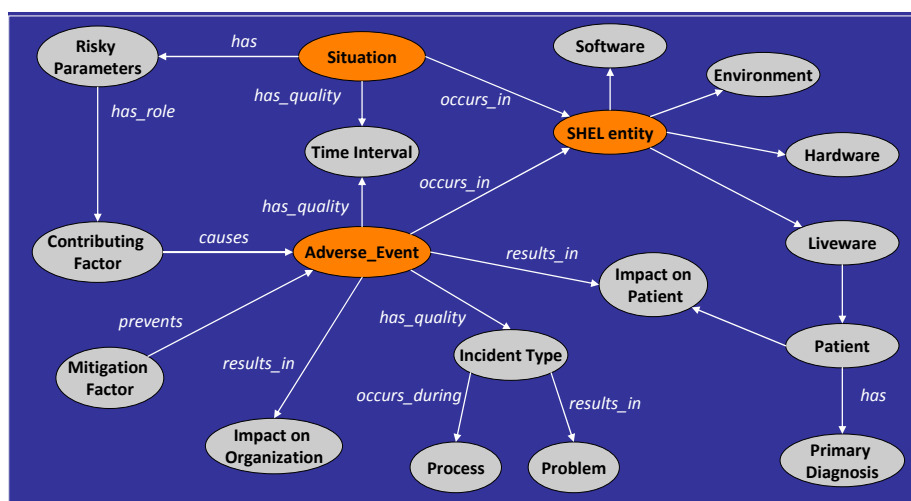 Risky
Parameters
has
Situation
Software
Environment
has_role
has_quality
occurs_in
SHEL entity
Time Interval
Hardware
occurs_in
has_quality
Contributing
Factor
causes
Adverse_Event
Liveware
results_in
Impact on
Patient
prevents
has_quality
Mitigation
Factor
results_in
Incident Type
Patient
occurs_during
results_in
has
Impact on
Organization
Process
Problem
Primary
Diagnosis